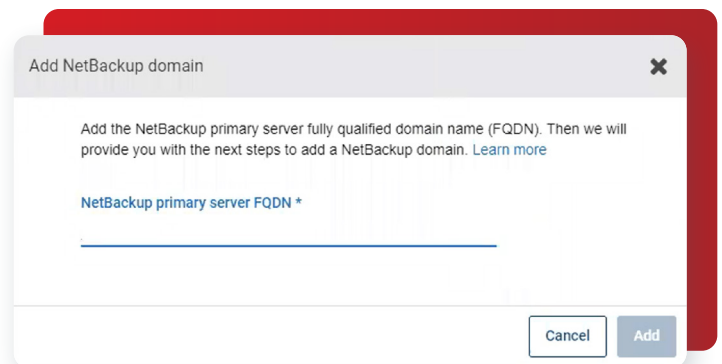 Add NetBackup domain
Add the NetBackup primary server fully qualified domain name (FQDN). Then we will
provide you with the next steps to add a NetBackup domain. Learn more
NetBackup primary server FQDN *
Cancel
Add